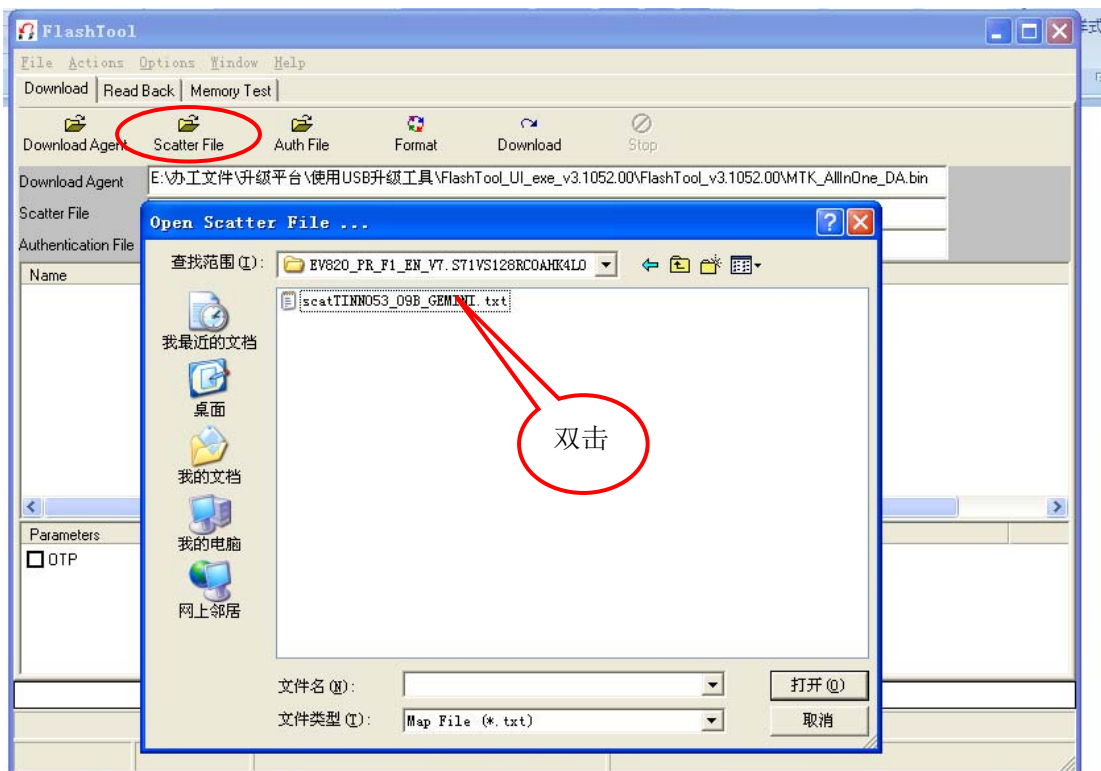 FlashTool
样式
File Actions Options Window Help
Download Read Back Memory Test
Download Agent Scatter File Auth File Format Download Stop
Download Agent E:\办工文件\升级平台\使用USB升级工具\FlashTool_UI_exe_v3.1052.00\FlashTool_v3.1052.00\MTK_AllInOne_DA.bin
Scatter File
Authentication File
Name
Open Scatter File ...
查找范围(I): EV820_PR_F1_EN_V7.S71VS128RC0AHK4L0
scatTINNO53_09B_GEMINI.txt
我最近的文档
桌面
我的文档
我的电脑
网上邻居
双击
Parameters
OTP
文件名(N):
打开(O)
文件类型(T): Map File (*.txt)
取消